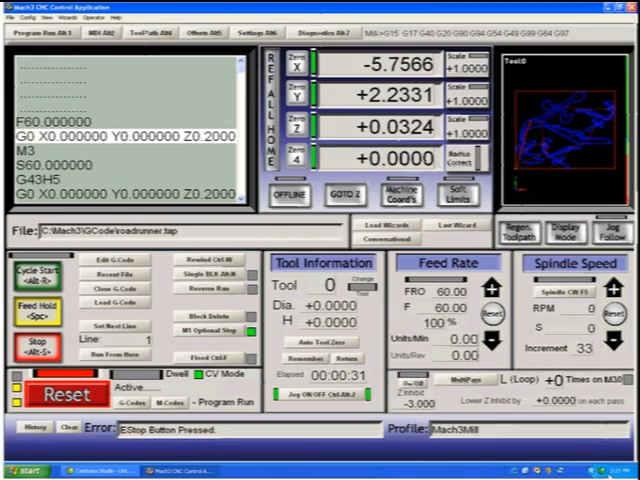 Mach3 CNC Control Application
File Config View Wizards Operator Help
Program Run Alt-1 MDI Alt2 ToolPath Alt4 Offsets Alt5 Settings Alt6 Diagnostics Alt-7 Mill->G15 G17 G40 G20 G90 G94 G54 G49 G99 G64 G97
F60.000000
G0 X0.000000 Y0.000000 Z0.2000
M3
S60.000000
G43H5
G0 X0.000000 Y0.000000 Z0.2000
REF ALL HOME
Zero X -5.7566 Scale +1.0000
Zero Y +2.2331 Scale +1.0000
Zero Z +0.0324 Scale +1.0000
Zero 4 +0.0000 Radius Correct
OFFLINE GOTO Z Machine Coord's Soft Limits
Tool:0
File: C:\Mach3\GCode\roadrunner.tap
Load Wizards Last Wizard
Conversational
Regen. Toolpath Display Mode Jog Follow
Cycle Start <Alt-R>
Feed Hold <Spc>
Stop <Alt-S>
Edit G-Code
Recent File
Close G-Code
Load G-Code
Set Next Line
Line: 1
Run From Here
Rewind Ctrl-W
Single BLK Alt-N
Reverse Run
Block Delete
M1 Optional Stop
Flood Ctrl-F
Dwell CV Mode
Reset
Active......
G-Codes M-Codes - Program Run
Tool Information
Tool 0 Change Tool
Dia. +0.0000
H +0.0000
Auto Tool Zero
Remember Return
Elapsed 00:00:31
Jog ON/OFF Ctrl-Alt-J
Feed Rate
FRO 60.00
F 60.00
100 %
Reset
Units/Min 0.00
Units/Rev 0.00
Spindle Speed
Spindle CW F5
RPM 0
S 0
Reset
Increment 33
On/Off MultiPass L (Loop) +0 Times on M30
Z Inhibit
-3.000 Lower Z Inhibit by +0.0000 on each pass
History Clear Error: EStop Button Pressed. Profile: Mach3Mill
start Camtasia Studio - Unt... Mach3 CNC Control A...